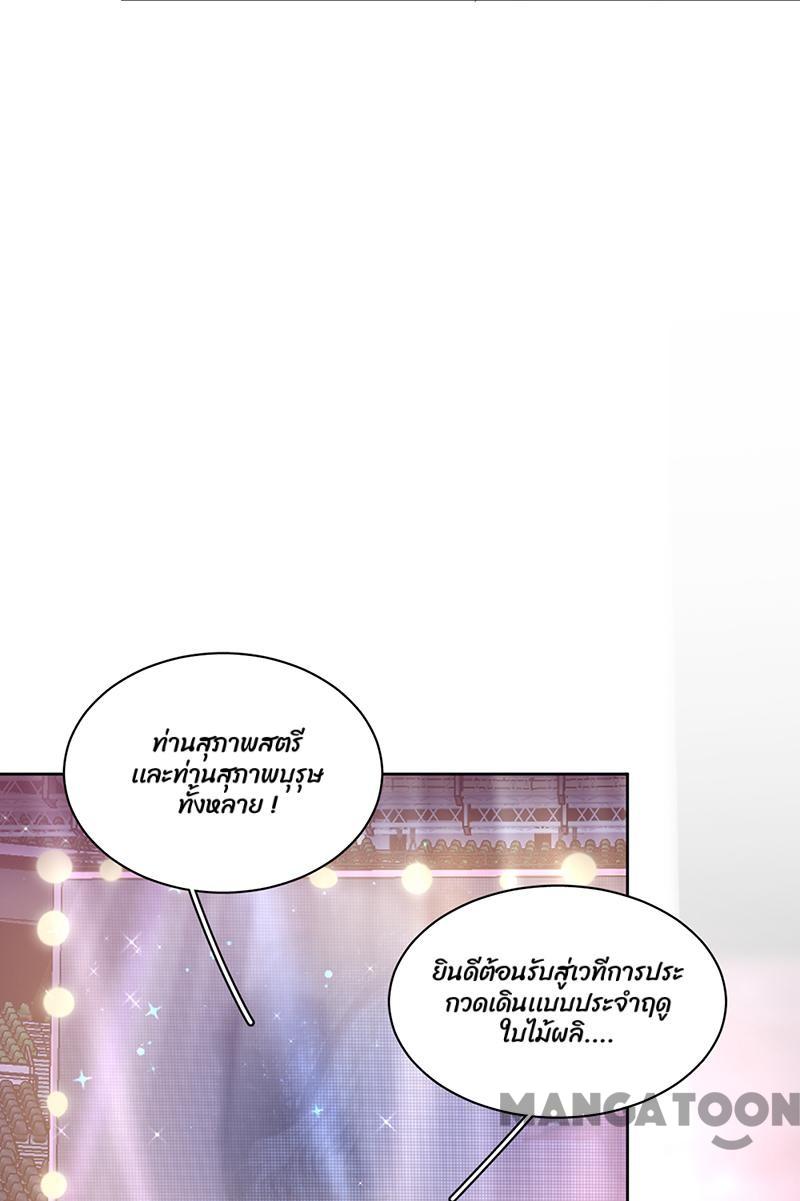 ท่านสุภาพสตรี
และท่านสุภาพบุรุษ
ทั้งหลาย !
ยินดีต้อนรับสู่เวทีการประ
กวดเดินแบบประจำฤดู
ใบไม้ผลิ....
MANGATOON